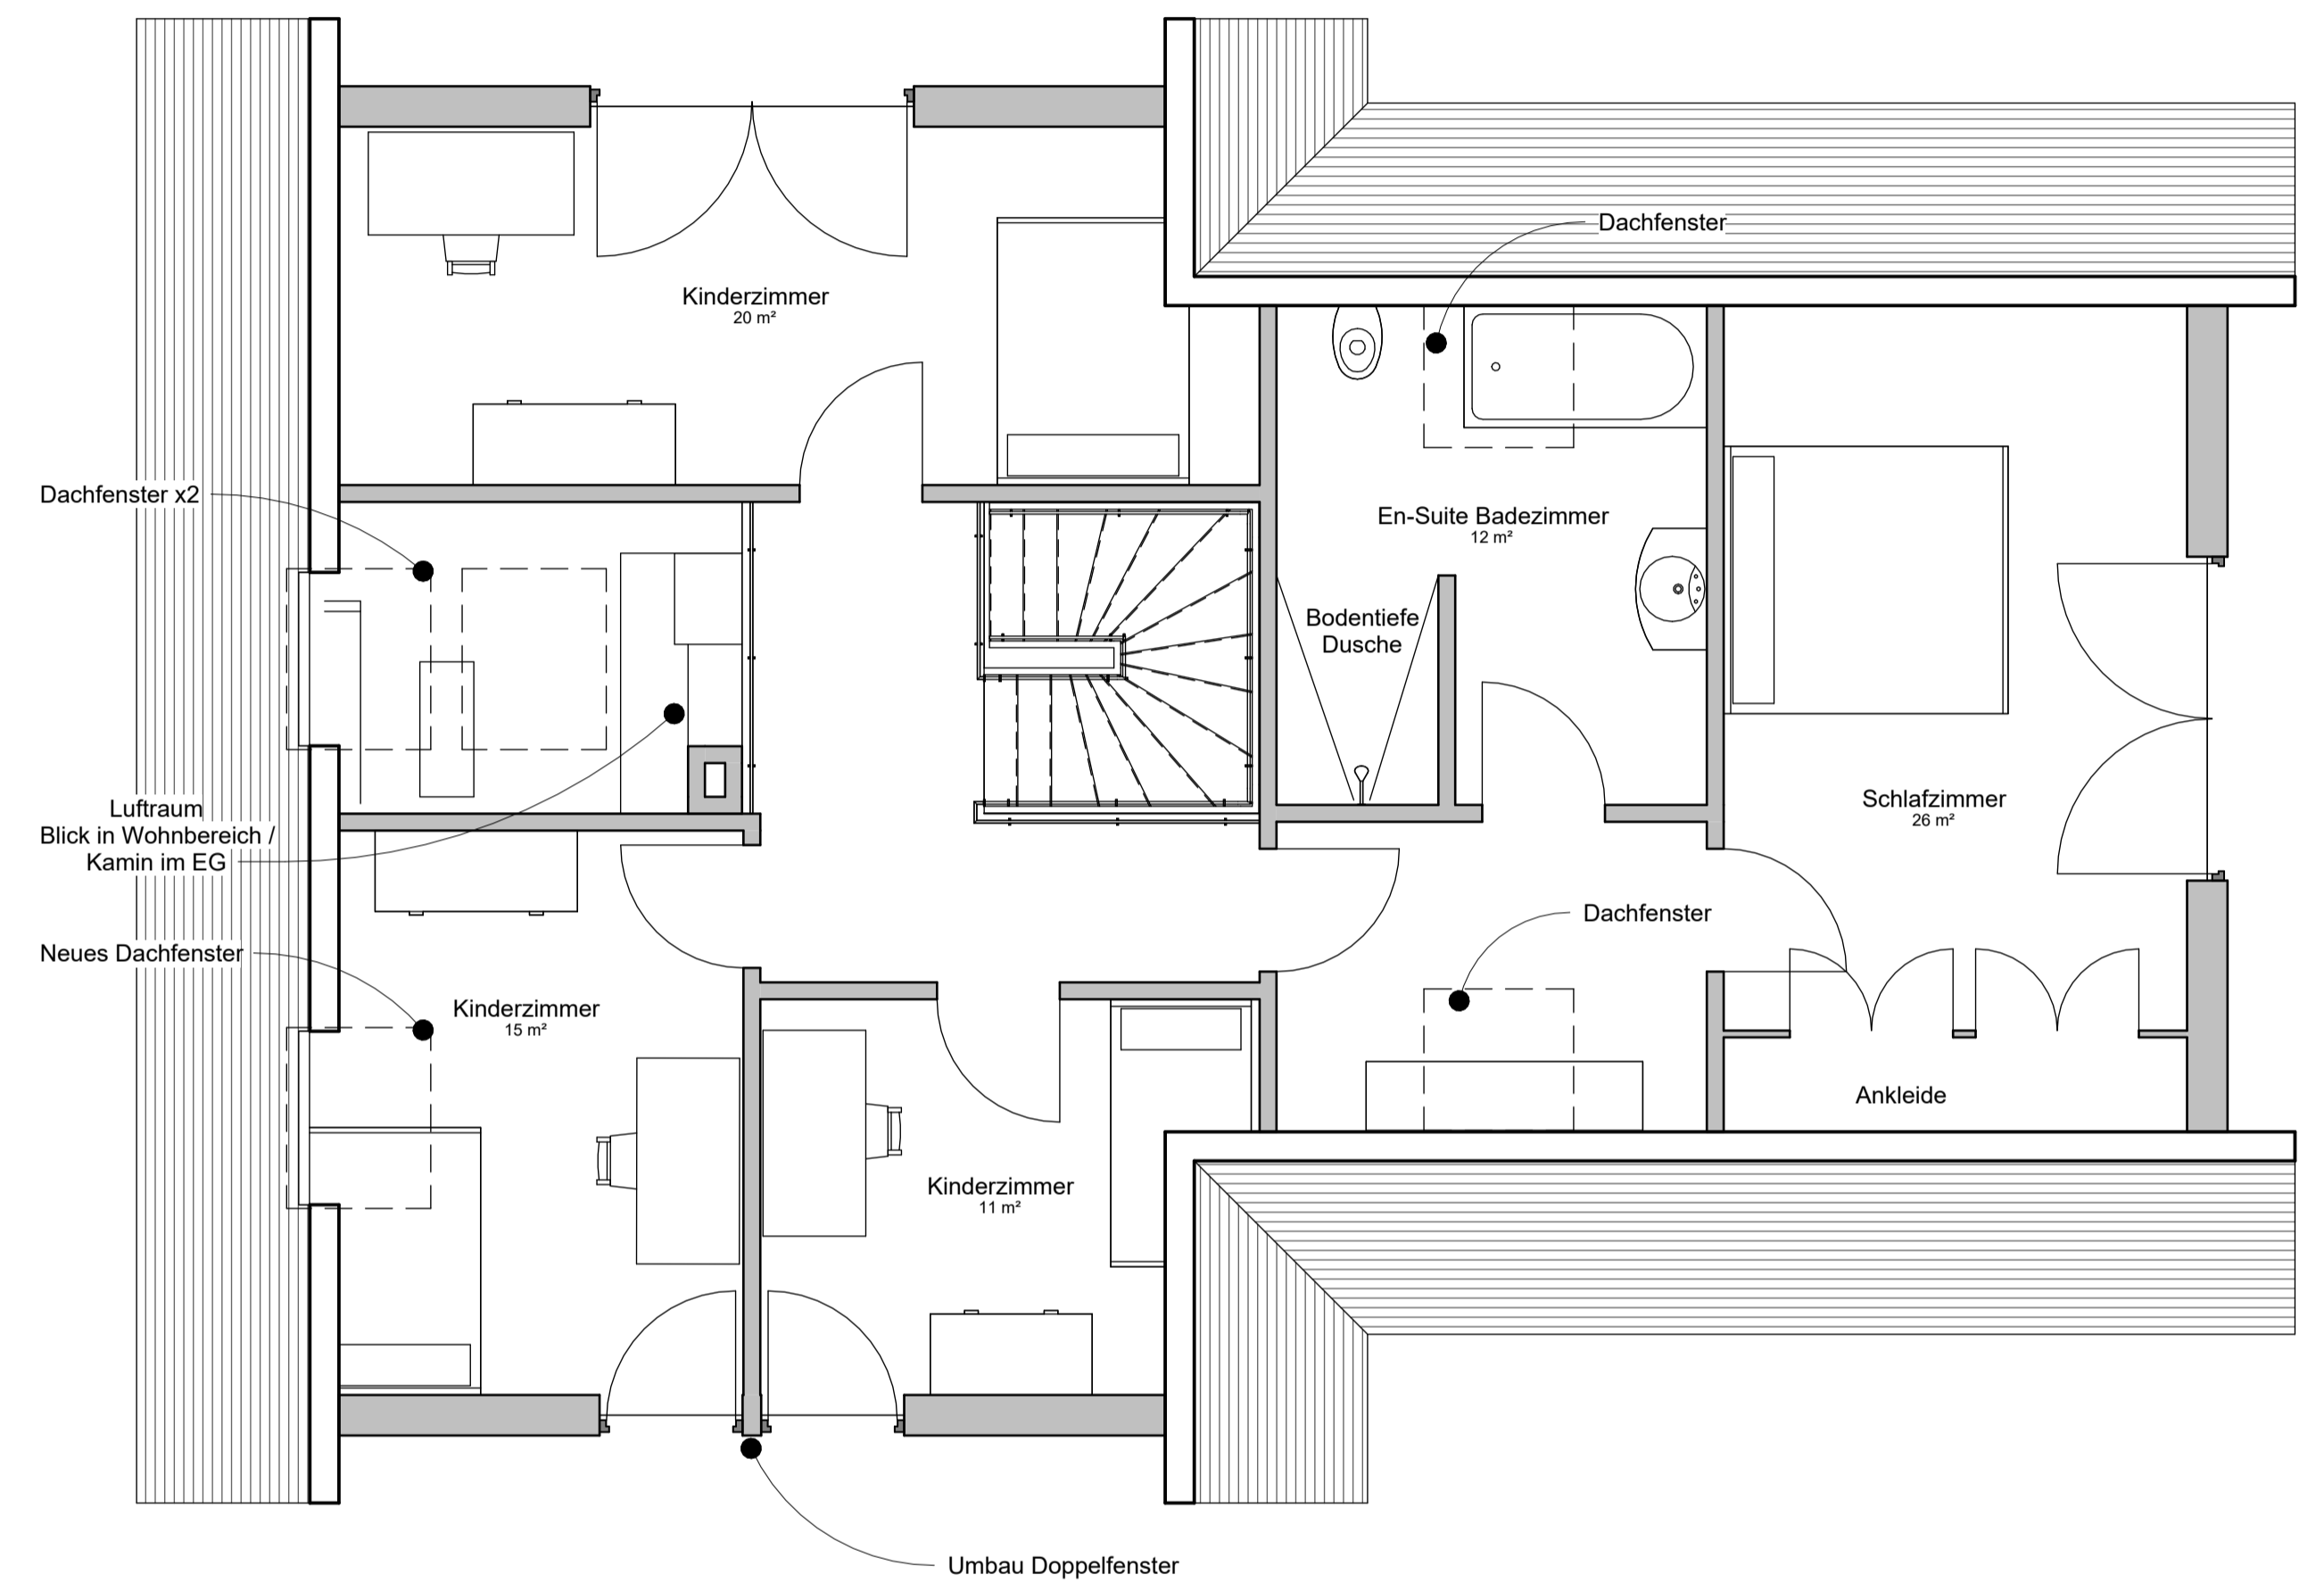 Dachfenster
Kinderzimmer
20 m²
Dachfenster x2
En-Suite Badezimmer
12 m²
Bodentiefe
Dusche
Luftraum
Blick in Wohnbereich /
Kamin im EG
Schlafzimmer
26 m²
Dachfenster
Neues Dachfenster
Kinderzimmer
15 m²
Ankleide
Kinderzimmer
11 m²
Umbau Doppelfenster